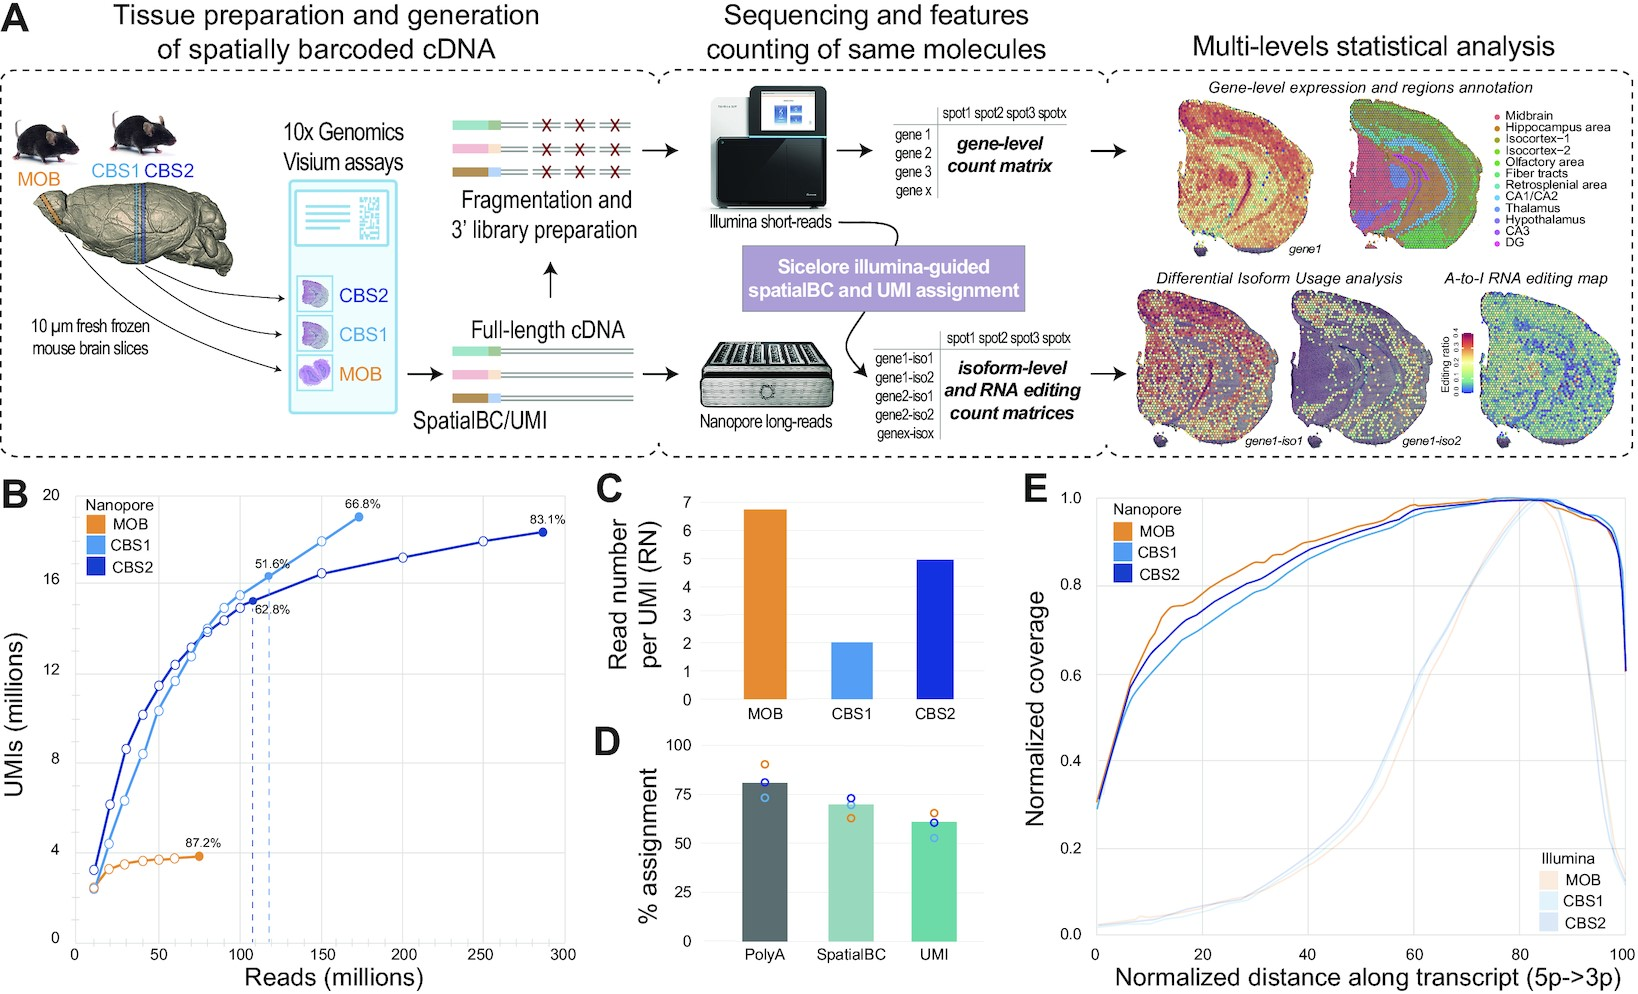 A
Tissue preparation and generation
of spatially barcoded cDNA
Sequencing and features
counting of same molecules
Multi-levels statistical analysis
MOB
CBS1 CBS2
10x Genomics
Visium assays
CBS2
CBS1
MOB
10 µm fresh frozen
mouse brain slices
Fragmentation and
3' library preparation
Full-length cDNA
SpatialBC/UMI
Illumina short-reads
spot1 spot2 spot3 spotx
gene 1
gene 2
gene 3
gene x
gene-level
count matrix
Sicelore illumina-guided
spatialBC and UMI assignment
Nanopore long-reads
spot1 spot2 spot3 spotx
gene1-iso1
gene1-iso2
gene2-iso1
gene2-iso2
genex-isox
isoform-level
and RNA editing
count matrices
Gene-level expression and regions annotation
gene1
Midbrain
Hippocampus area
Isocortex-1
Isocortex-2
Olfactory area
Fiber tracts
Retrosplenial area
CA1/CA2
Thalamus
Hypothalamus
CA3
DG
Differential Isoform Usage analysis
A-to-I RNA editing map
gene1-iso1
gene1-iso2
Editing ratio
0.0 0.1 0.2 0.3 0.4
B
Nanopore
MOB
CBS1
CBS2
66.8%
83.1%
51.6%
62.8%
87.2%
20
16
12
8
4
0
UMIs (millions)
0 50 100 150 200 250 300
Reads (millions)
C
Read number
per UMI (RN)
7
6
5
4
3
2
1
0
MOB CBS1 CBS2
D
% assignment
100
75
50
25
0
PolyA SpatialBC UMI
E
Nanopore
MOB
CBS1
CBS2
1.0
0.8
0.6
0.4
0.2
0.0
Normalized coverage
Illumina
MOB
CBS1
CBS2
0 20 40 60 80 100
Normalized distance along transcript (5p->3p)